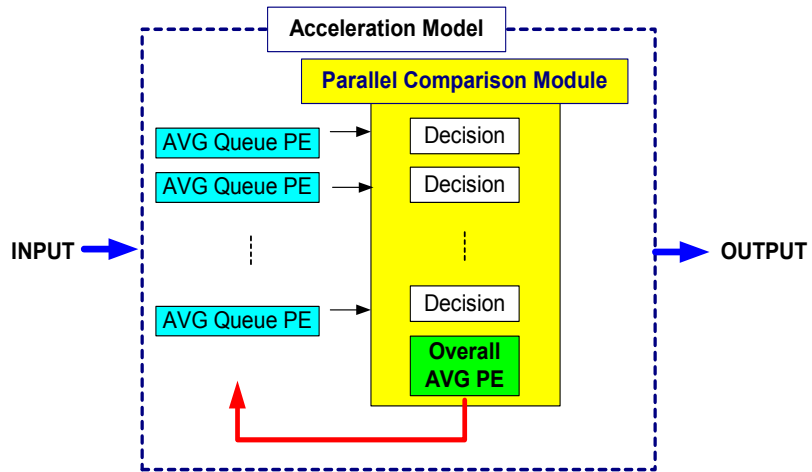 Acceleration Model
Parallel Comparison Module
AVG Queue PE
Decision
AVG Queue PE
Decision
INPUT
OUTPUT
AVG Queue PE
Decision
Overall
AVG PE